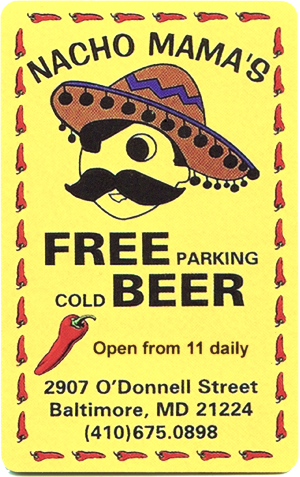 NACHO MAMA'S
FREE PARKING
COLD BEER
Open from 11 daily
2907 O'Donnell Street
Baltimore, MD 21224
(410)675.0898